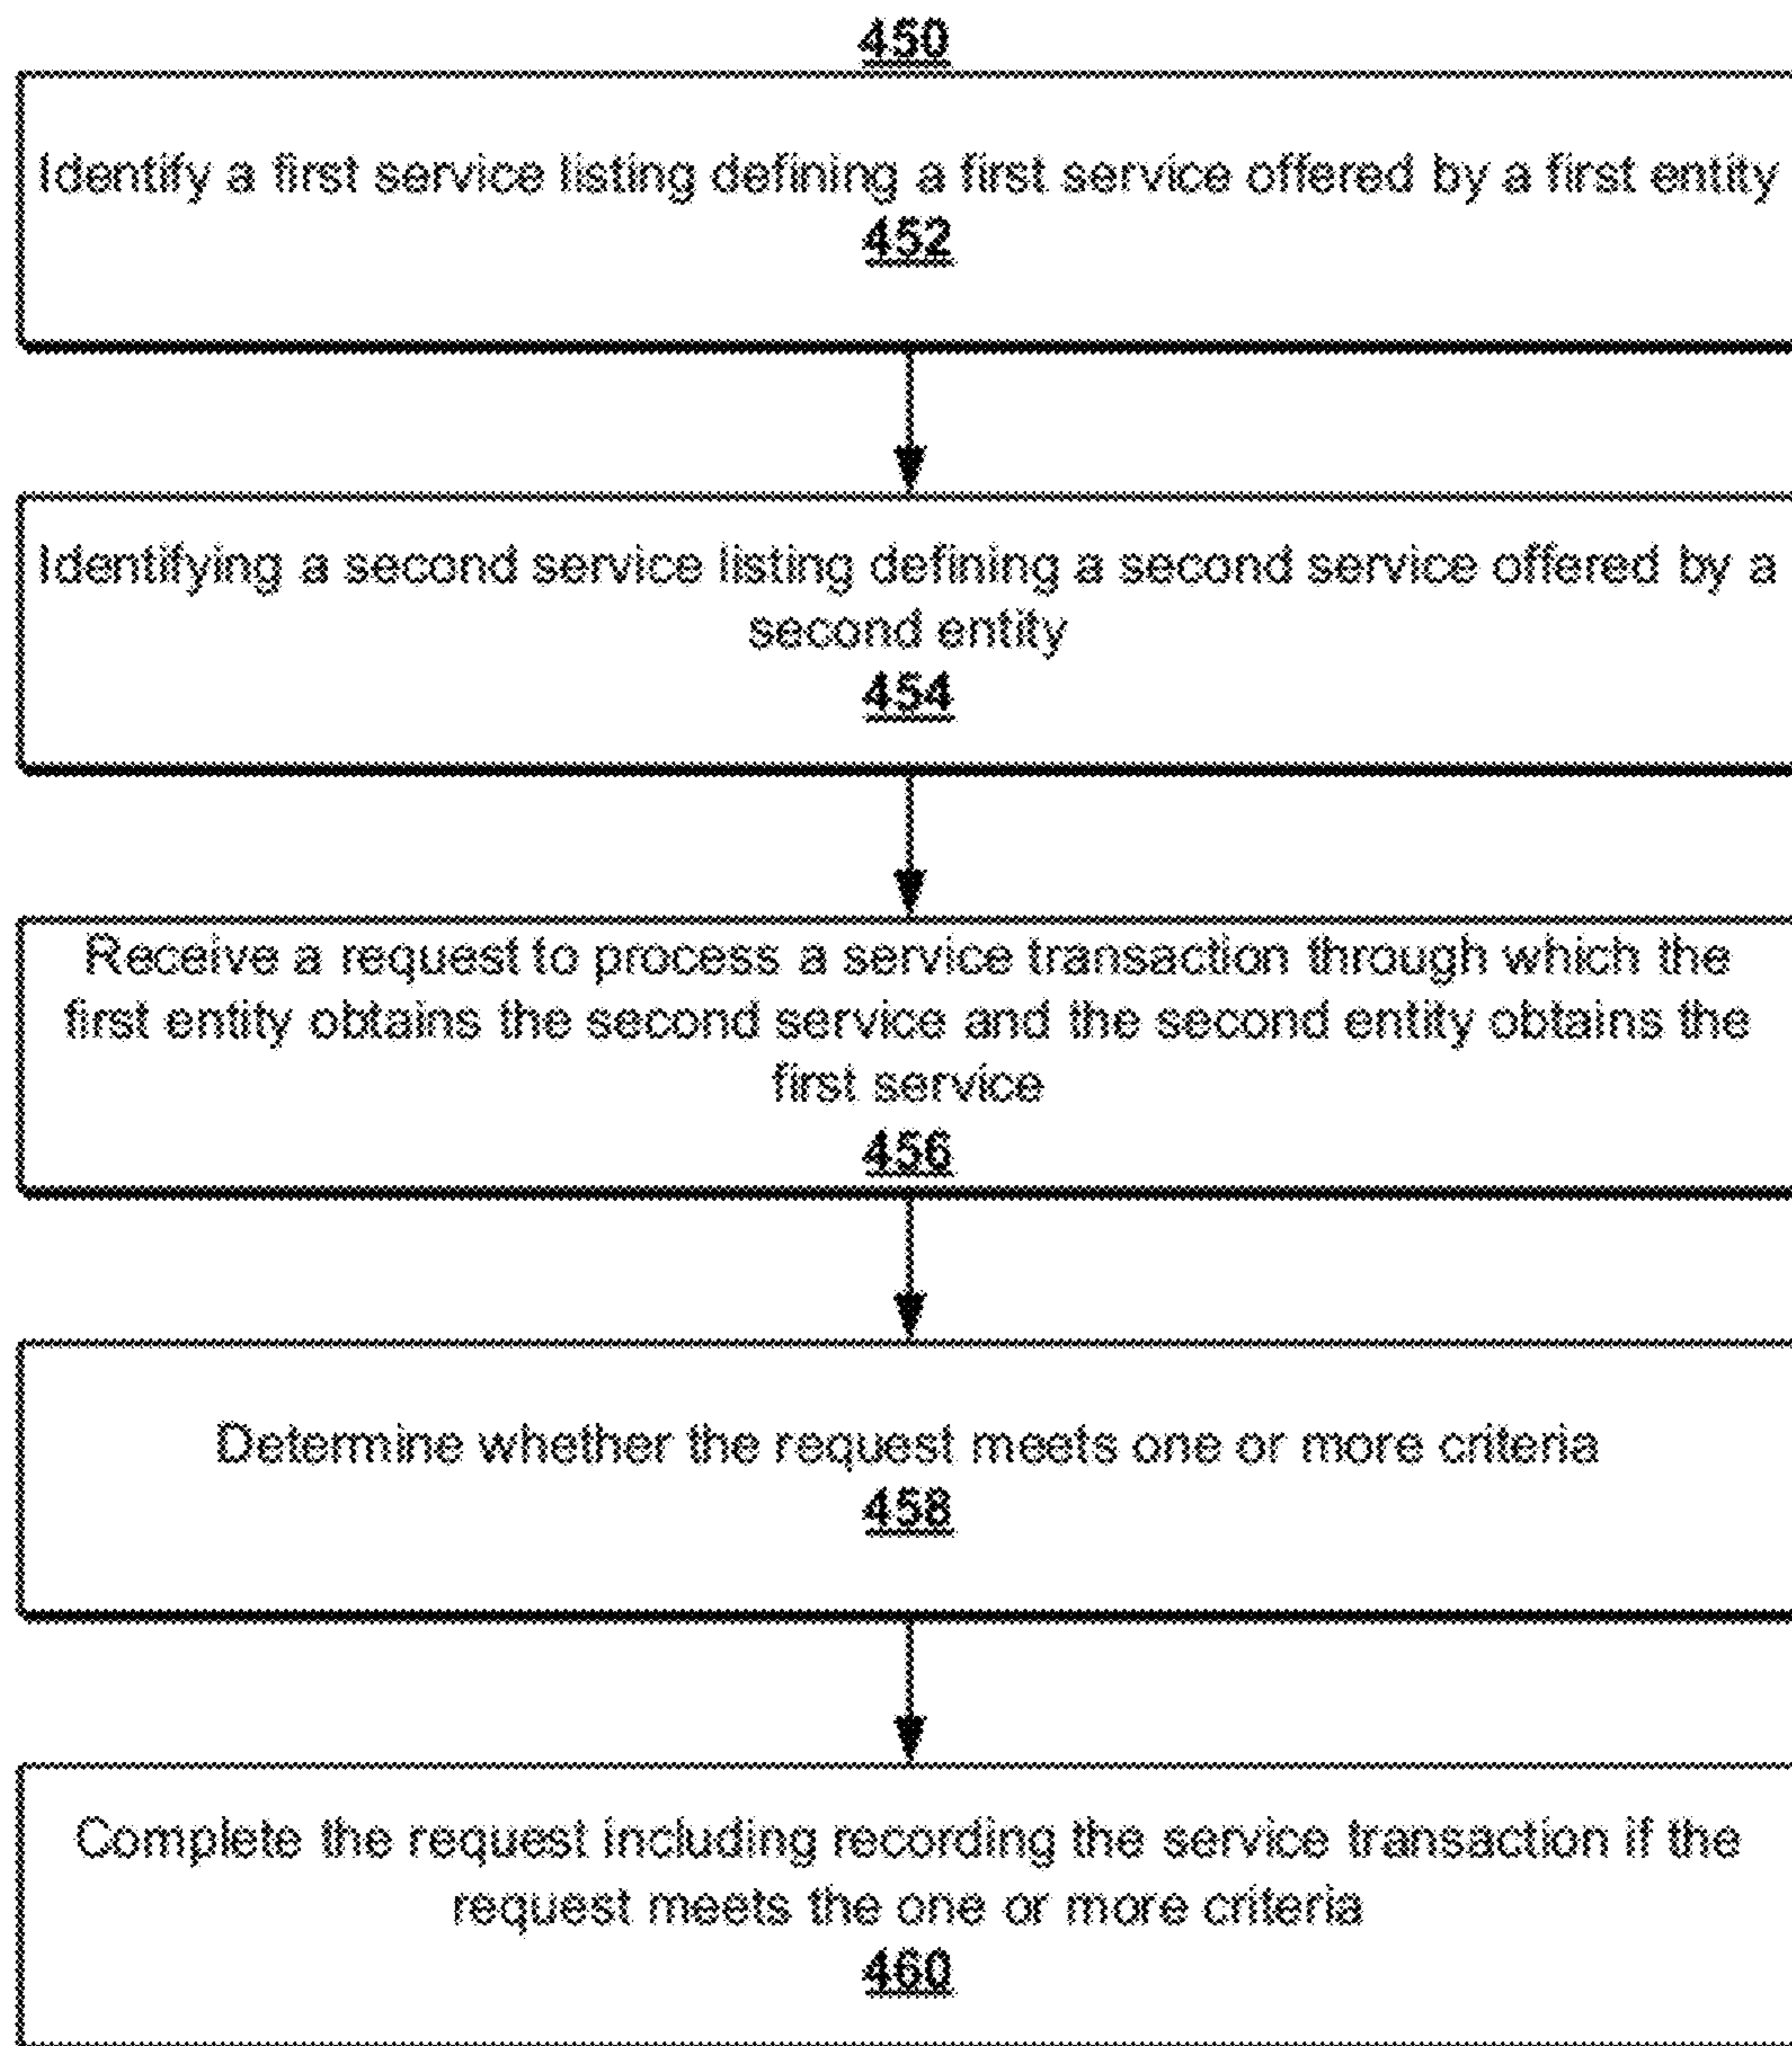 450
Identify a first service listing defining a first service offered by a first entity
452
Identifying a second service listing defining a second service offered by a
second entity
454
Receive a request to process a service transaction through which the
first entity obtains the second service and the second entity obtains the
first service
456
Determine whether the request meets one or more criteria
458
Complete the request including recording the service transaction if the
request meets the one or more criteria
460